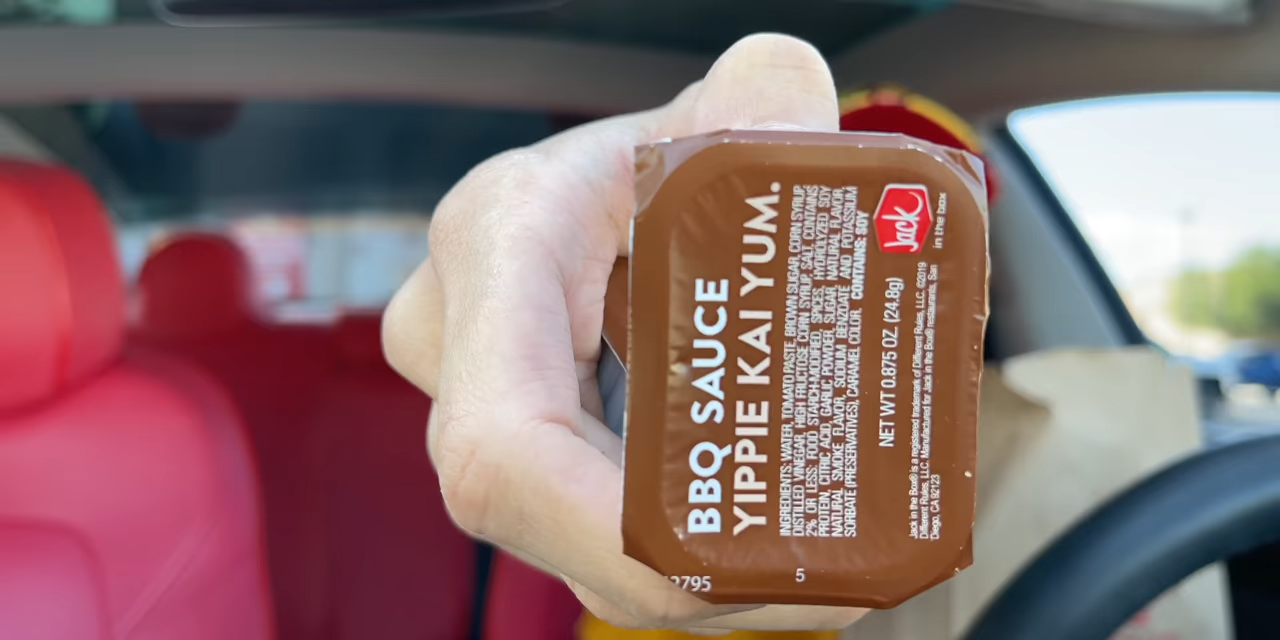 BBQ SAUCE
YIPPIE KAI YUM.
INGREDIENTS: WATER, TOMATO PASTE, BROWN SUGAR, CORN SYRUP,
DISTILLED VINEGAR, HIGH FRUCTOSE CORN SYRUP, SALT, CONTAINS
2% OR LESS: FOOD STARCH-MODIFIED, SPICES, HYDROLYZED SOY
PROTEIN, CITRIC ACID, GARLIC POWDER, SUGAR, NATURAL FLAVOR,
NATURAL SMOKE FLAVOR, SODIUM BENZOATE AND POTASSIUM
SORBATE (PRESERVATIVES), CARAMEL COLOR. CONTAINS: SOY
NET WT 0.875 OZ. (24.8g)
Jack
in the box
Jack in the Box® is a registered trademark of Different Rules, LLC. ©2019
Different Rules, LLC. Manufactured for Jack in the Box® restaurants, San
Diego, CA 92123
2795
5